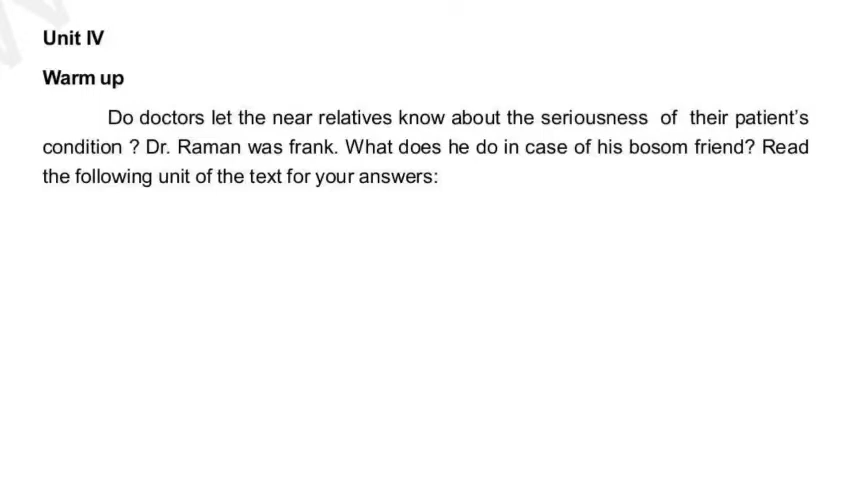 Unit IV
Warm up
Do doctors let the near relatives know about the seriousness of their patient's
condition ? Dr. Raman was frank. What does he do in case of his bosom friend? Read
the following unit of the text for your answers: